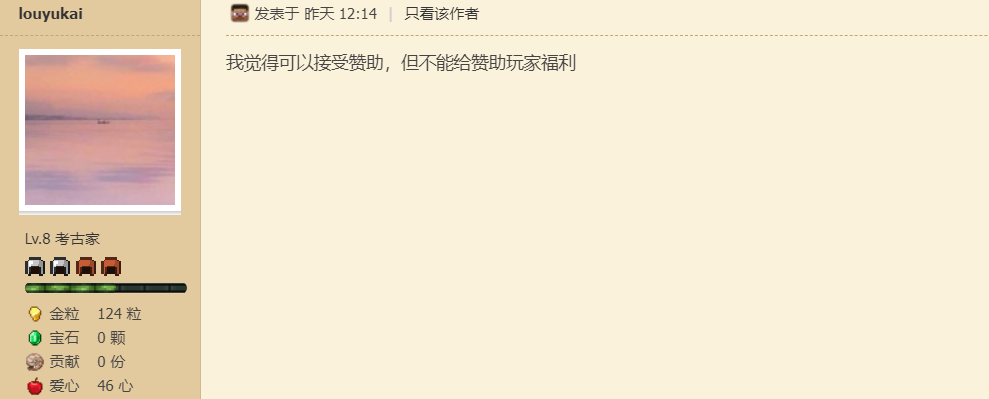 louyukai
发表于 昨天 12:14 | 只看该作者
我觉得可以接受赞助，但不能给赞助玩家福利
Lv.8 考古家
金粒 124 粒
宝石 0 颗
贡献 0 份
爱心 46 心